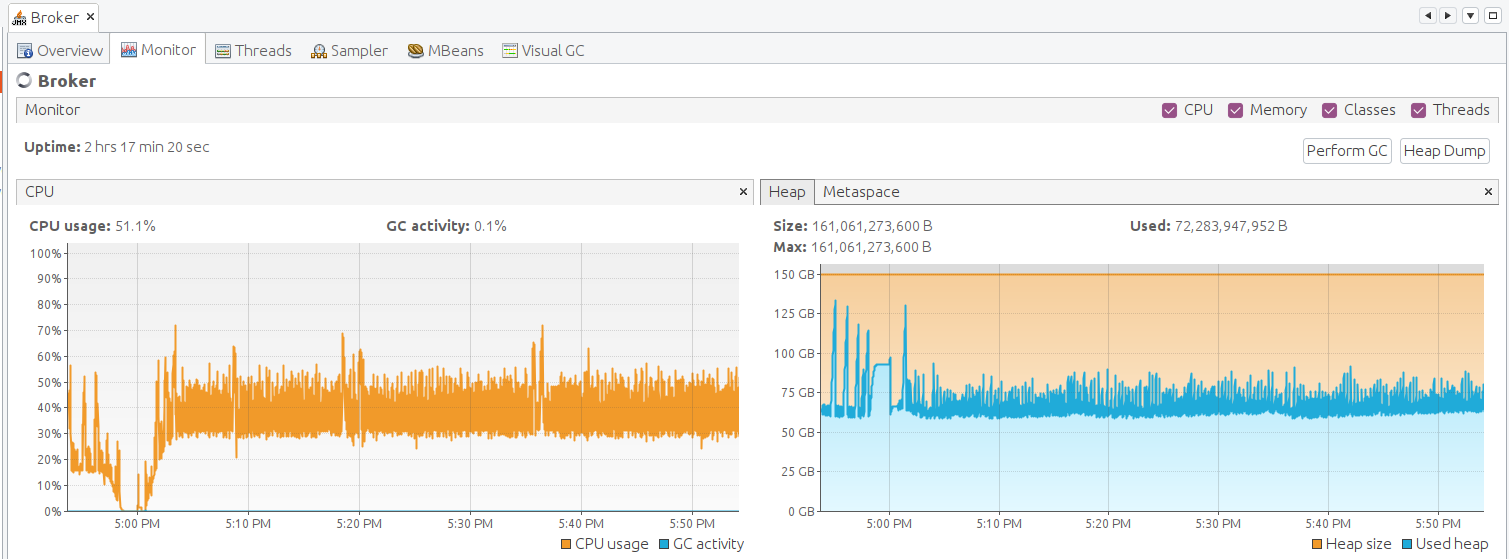 JMX Broker ×
Overview Monitor Threads Sampler MBeans Visual GC
Broker
Monitor CPU Memory Classes Threads
Uptime: 2 hrs 17 min 20 sec Perform GC Heap Dump
CPU × Heap Metaspace ×
CPU usage: 51.1% GC activity: 0.1%
100%
90%
80%
70%
60%
50%
40%
30%
20%
10%
0%
5:00 PM 5:10 PM 5:20 PM 5:30 PM 5:40 PM 5:50 PM
CPU usage GC activity
Size: 161,061,273,600 B Used: 72,283,947,952 B
Max: 161,061,273,600 B
150 GB
125 GB
100 GB
75 GB
50 GB
25 GB
0 GB
5:00 PM 5:10 PM 5:20 PM 5:30 PM 5:40 PM 5:50 PM
Heap size Used heap